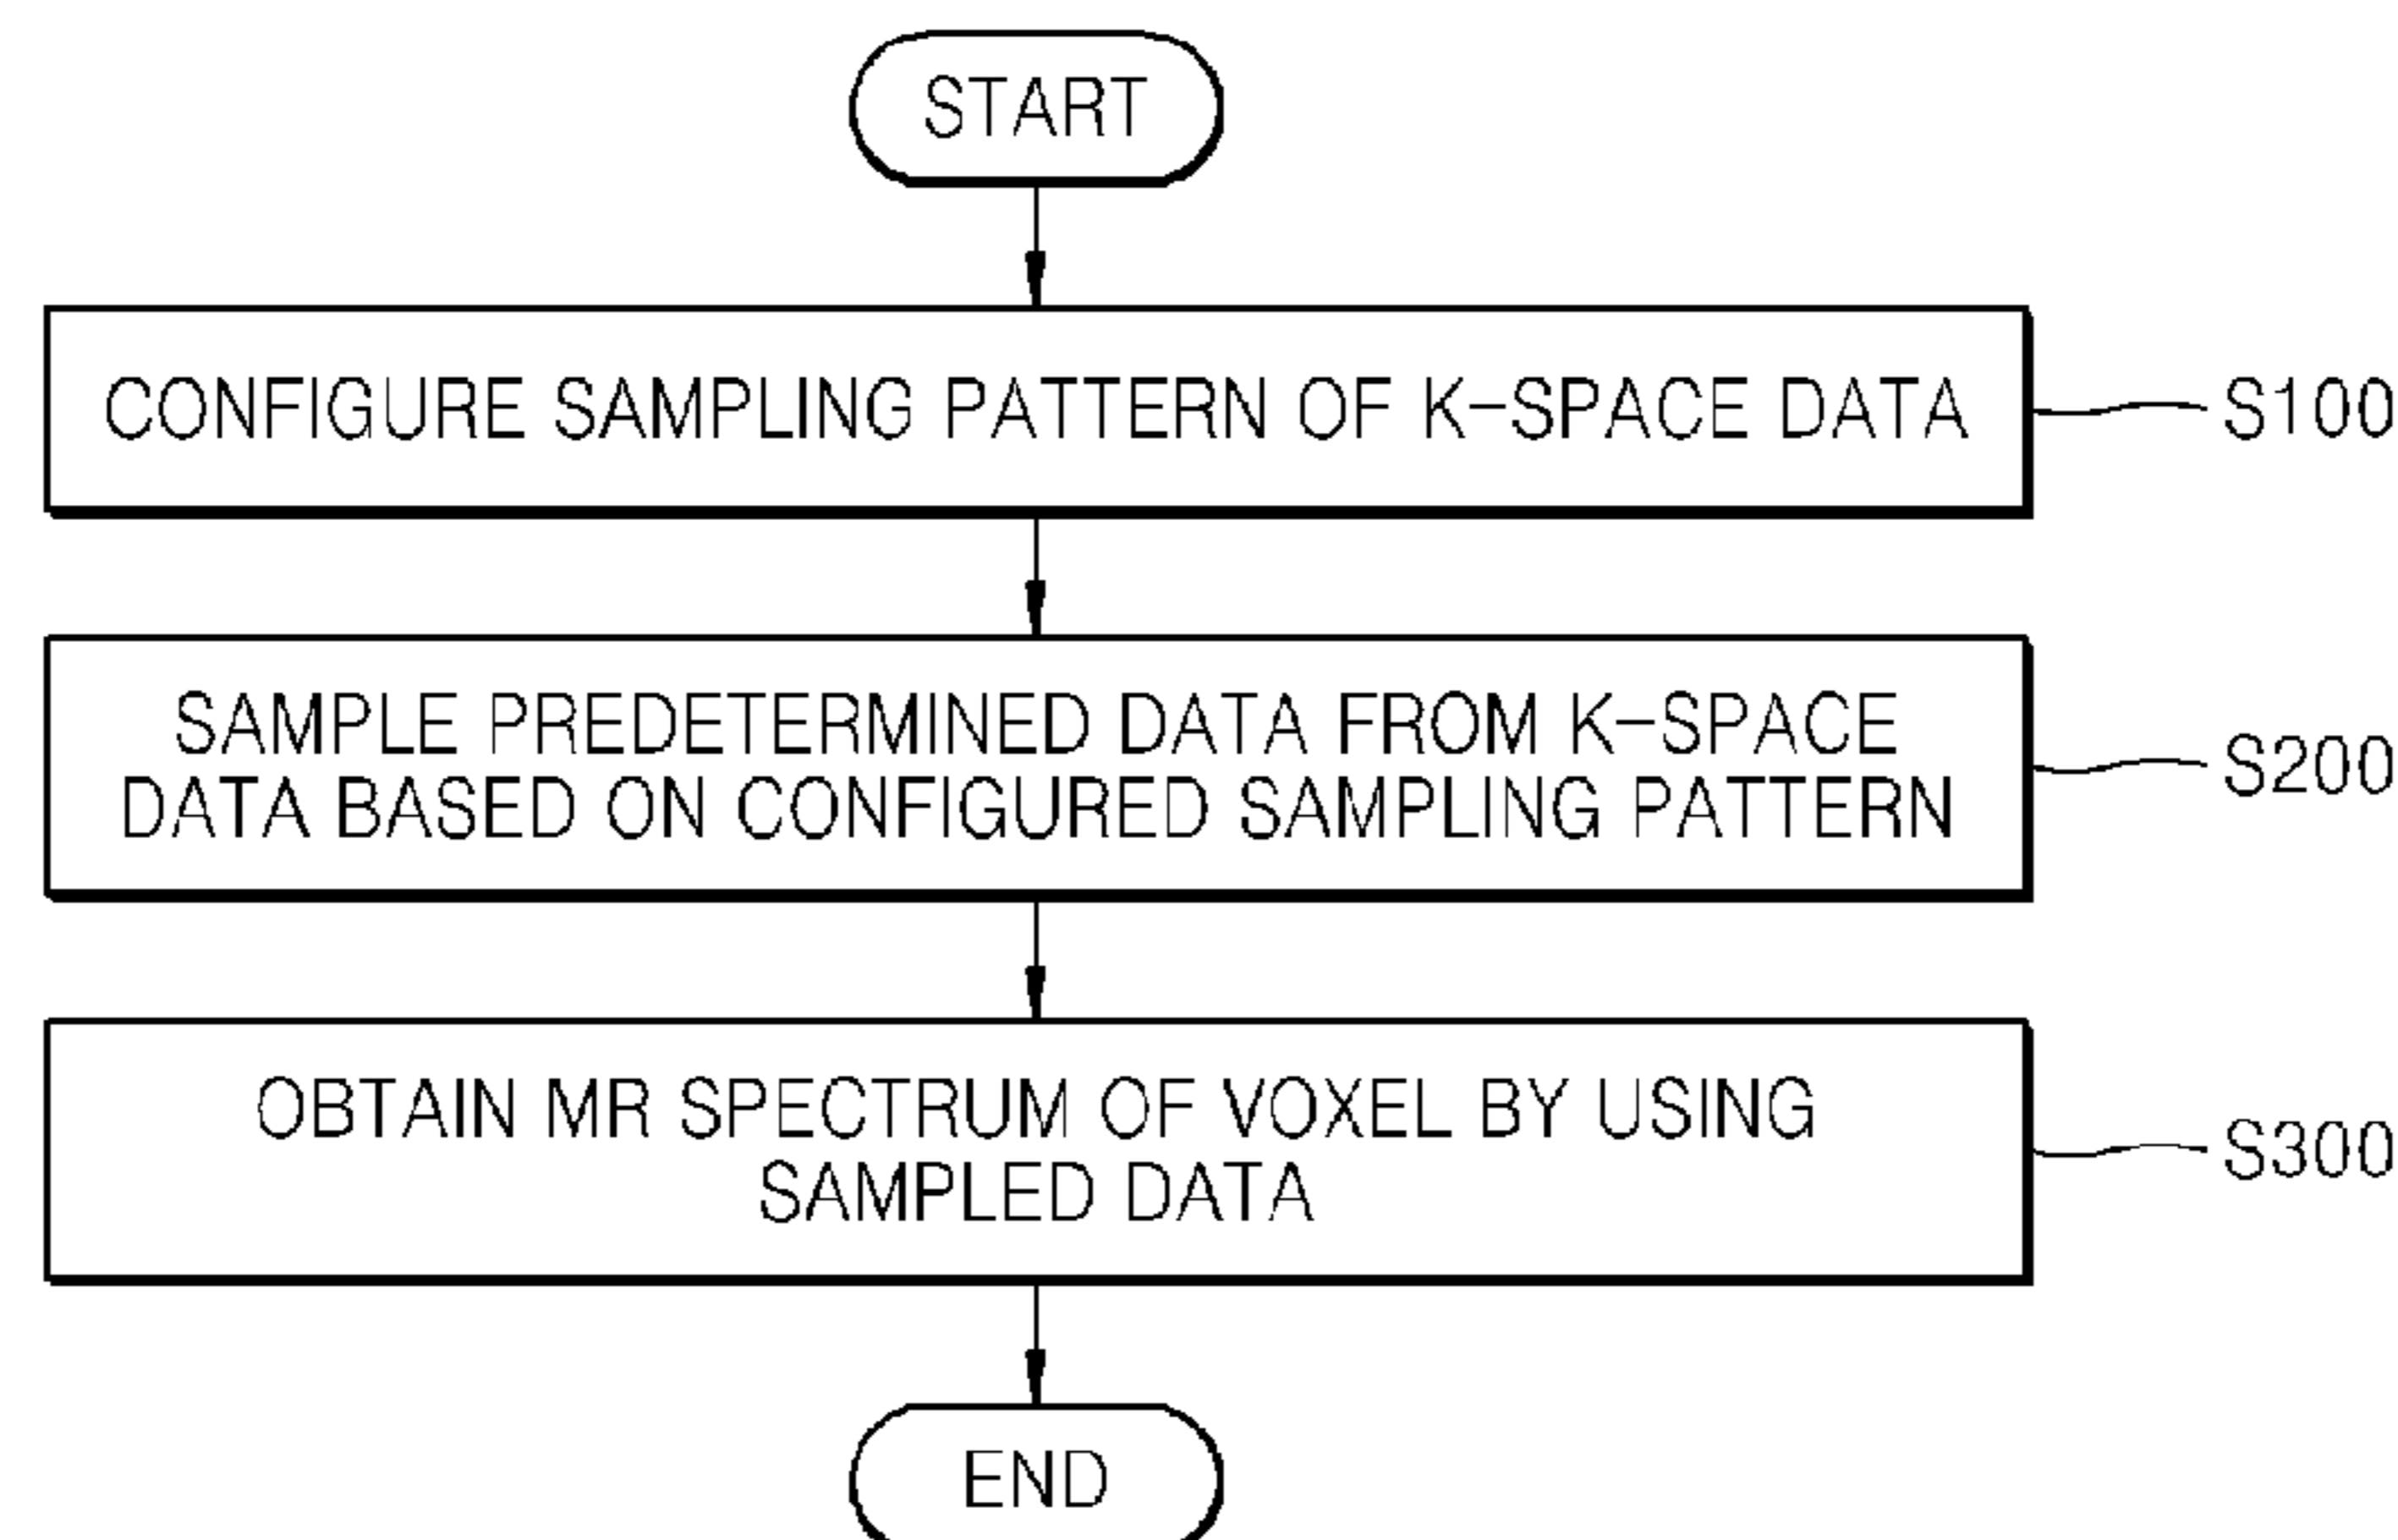 START
CONFIGURE SAMPLING PATTERN OF K-SPACE DATA
S100
SAMPLE PREDETERMINED DATA FROM K-SPACE
DATA BASED ON CONFIGURED SAMPLING PATTERN
S200
OBTAIN MR SPECTRUM OF VOXEL BY USING
SAMPLED DATA
S300
END